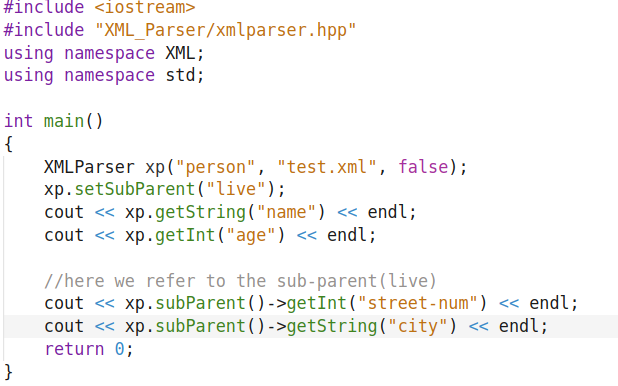 #include <iostream>
#include "XML_Parser/xmlparser.hpp"
using namespace XML;
using namespace std;

int main()
{
    XMLParser xp("person", "test.xml", false);
    xp.setSubParent("live");
    cout << xp.getString("name") << endl;
    cout << xp.getInt("age") << endl;

    //here we refer to the sub-parent(live)
    cout << xp.subParent()->getInt("street-num") << endl;
    cout << xp.subParent()->getString("city") << endl;
    return 0;
}